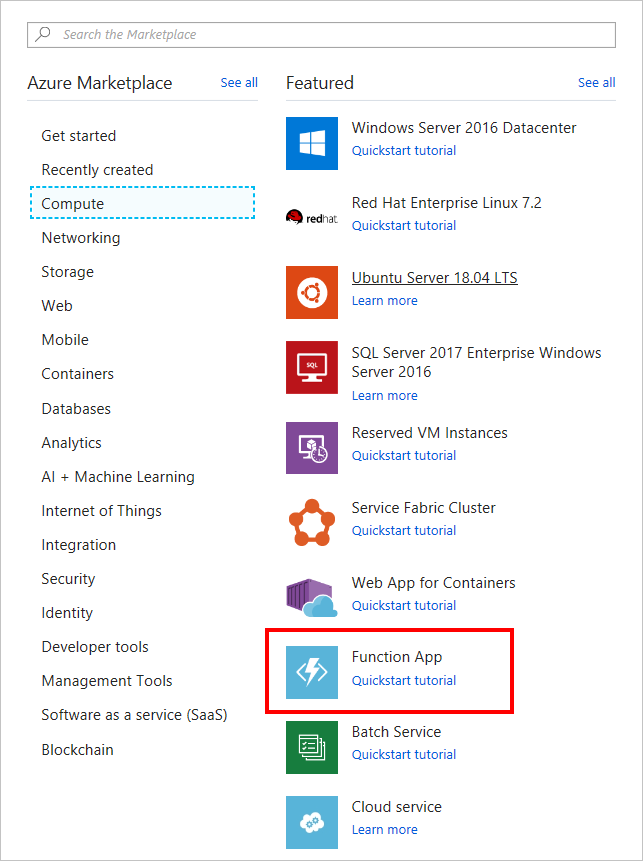 Search the Marketplace
Azure Marketplace
See all
Get started
Recently created
Compute
Networking
Storage
Web
Mobile
Containers
Databases
Analytics
AI + Machine Learning
Internet of Things
Integration
Security
Identity
Developer tools
Management Tools
Software as a service (SaaS)
Blockchain
Featured
See all
Windows Server 2016 Datacenter
Quickstart tutorial
redhat.
Red Hat Enterprise Linux 7.2
Quickstart tutorial
Ubuntu Server 18.04 LTS
Learn more
SQL
SQL Server 2017 Enterprise Windows
Server 2016
Learn more
Reserved VM Instances
Quickstart tutorial
Service Fabric Cluster
Quickstart tutorial
Web App for Containers
Quickstart tutorial
Function App
Quickstart tutorial
Batch Service
Quickstart tutorial
Cloud service
Learn more